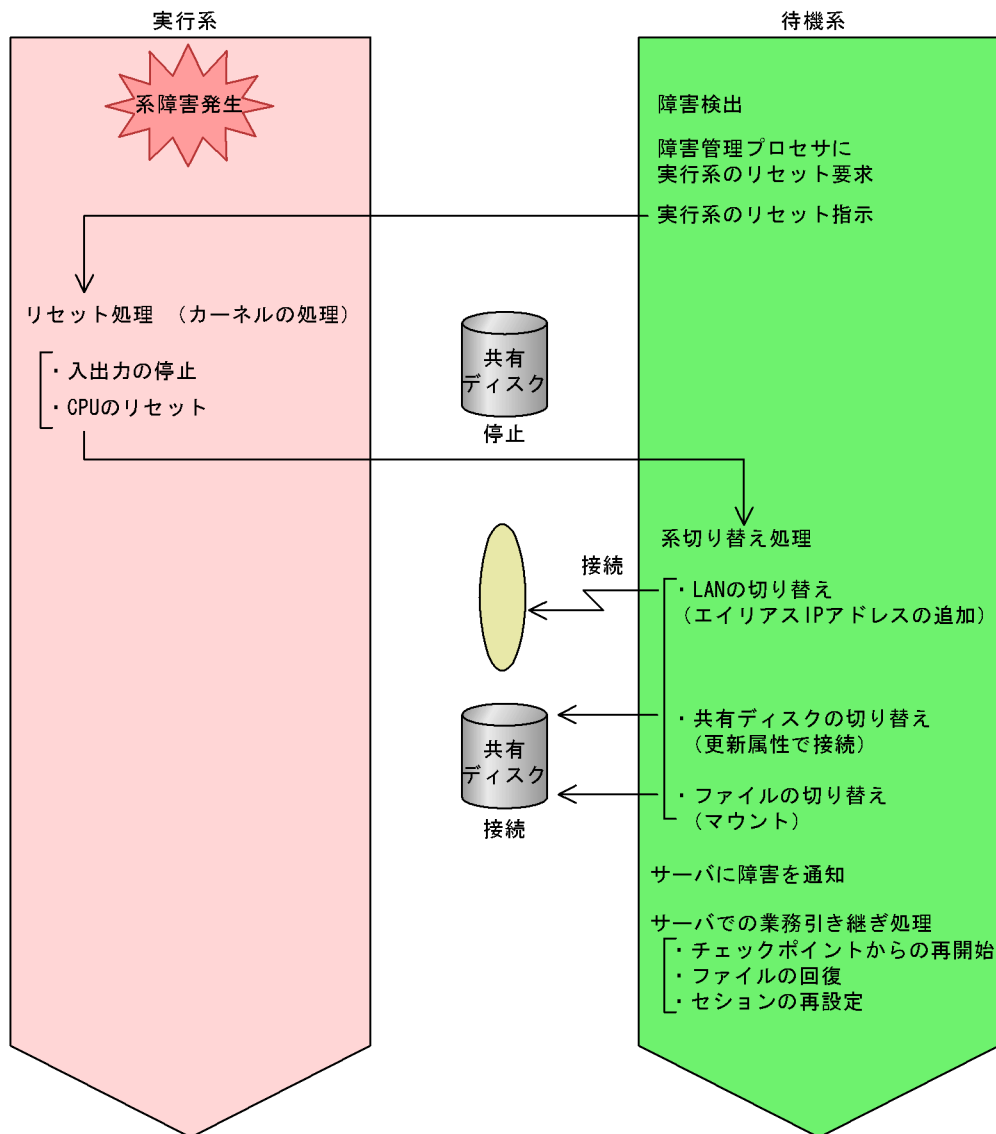 実行系
待機系
系障害発生
障害検出
障害管理プロセサに
実行系のリセット要求
実行系のリセット指示
リセット処理 （カーネルの処理）
・入出力の停止
・CPUのリセット
共有
ディスク
停止
系切り替え処理
接続
・LANの切り替え
（エイリアスIPアドレスの追加）
・共有ディスクの切り替え
（更新属性で接続）
共有
ディスク
接続
・ファイルの切り替え
（マウント）
サーバに障害を通知
サーバでの業務引き継ぎ処理
・チェックポイントからの再開始
・ファイルの回復
・セションの再設定